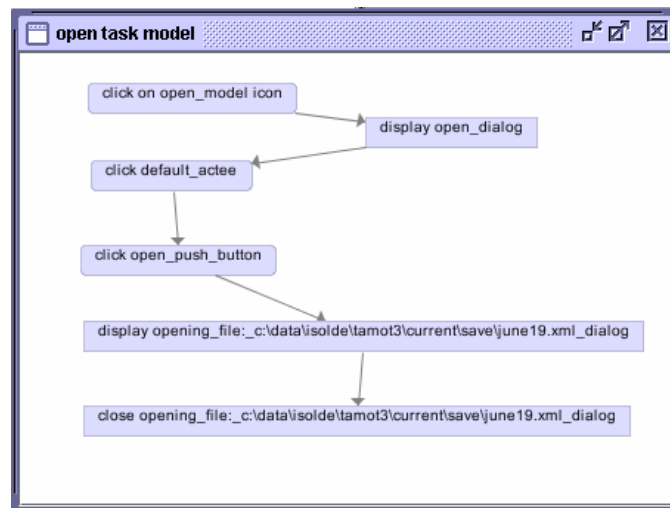 open task model
click on open_model icon
display open_dialog
click default_actee
click open_push_button
display opening_file:_c:\data\isolde\tamot3\current\save\june19.xml_dialog
close opening_file:_c:\data\isolde\tamot3\current\save\june19.xml_dialog